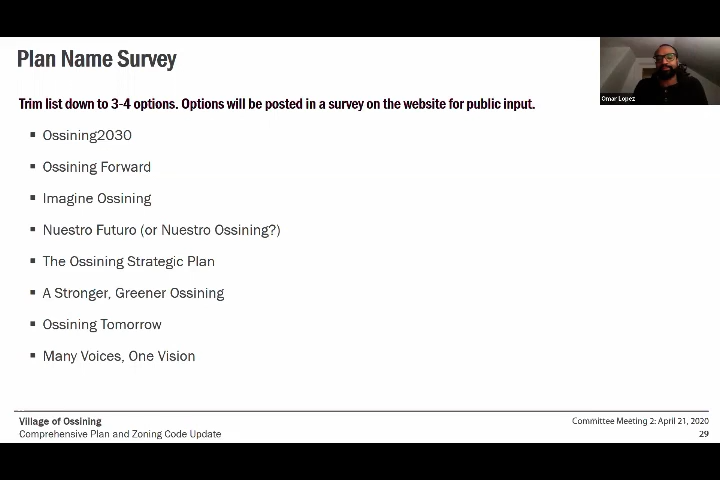 Plan Name Survey
Omar Lopez
Trim list down to 3-4 options. Options will be posted in a survey on the website for public input.
▪ Ossining2030
▪ Ossining Forward
▪ Imagine Ossining
▪ Nuestro Futuro (or Nuestro Ossining?)
▪ The Ossining Strategic Plan
▪ A Stronger, Greener Ossining
▪ Ossining Tomorrow
▪ Many Voices, One Vision
Village of Ossining
Comprehensive Plan and Zoning Code Update
Committee Meeting 2: April 21, 2020
29